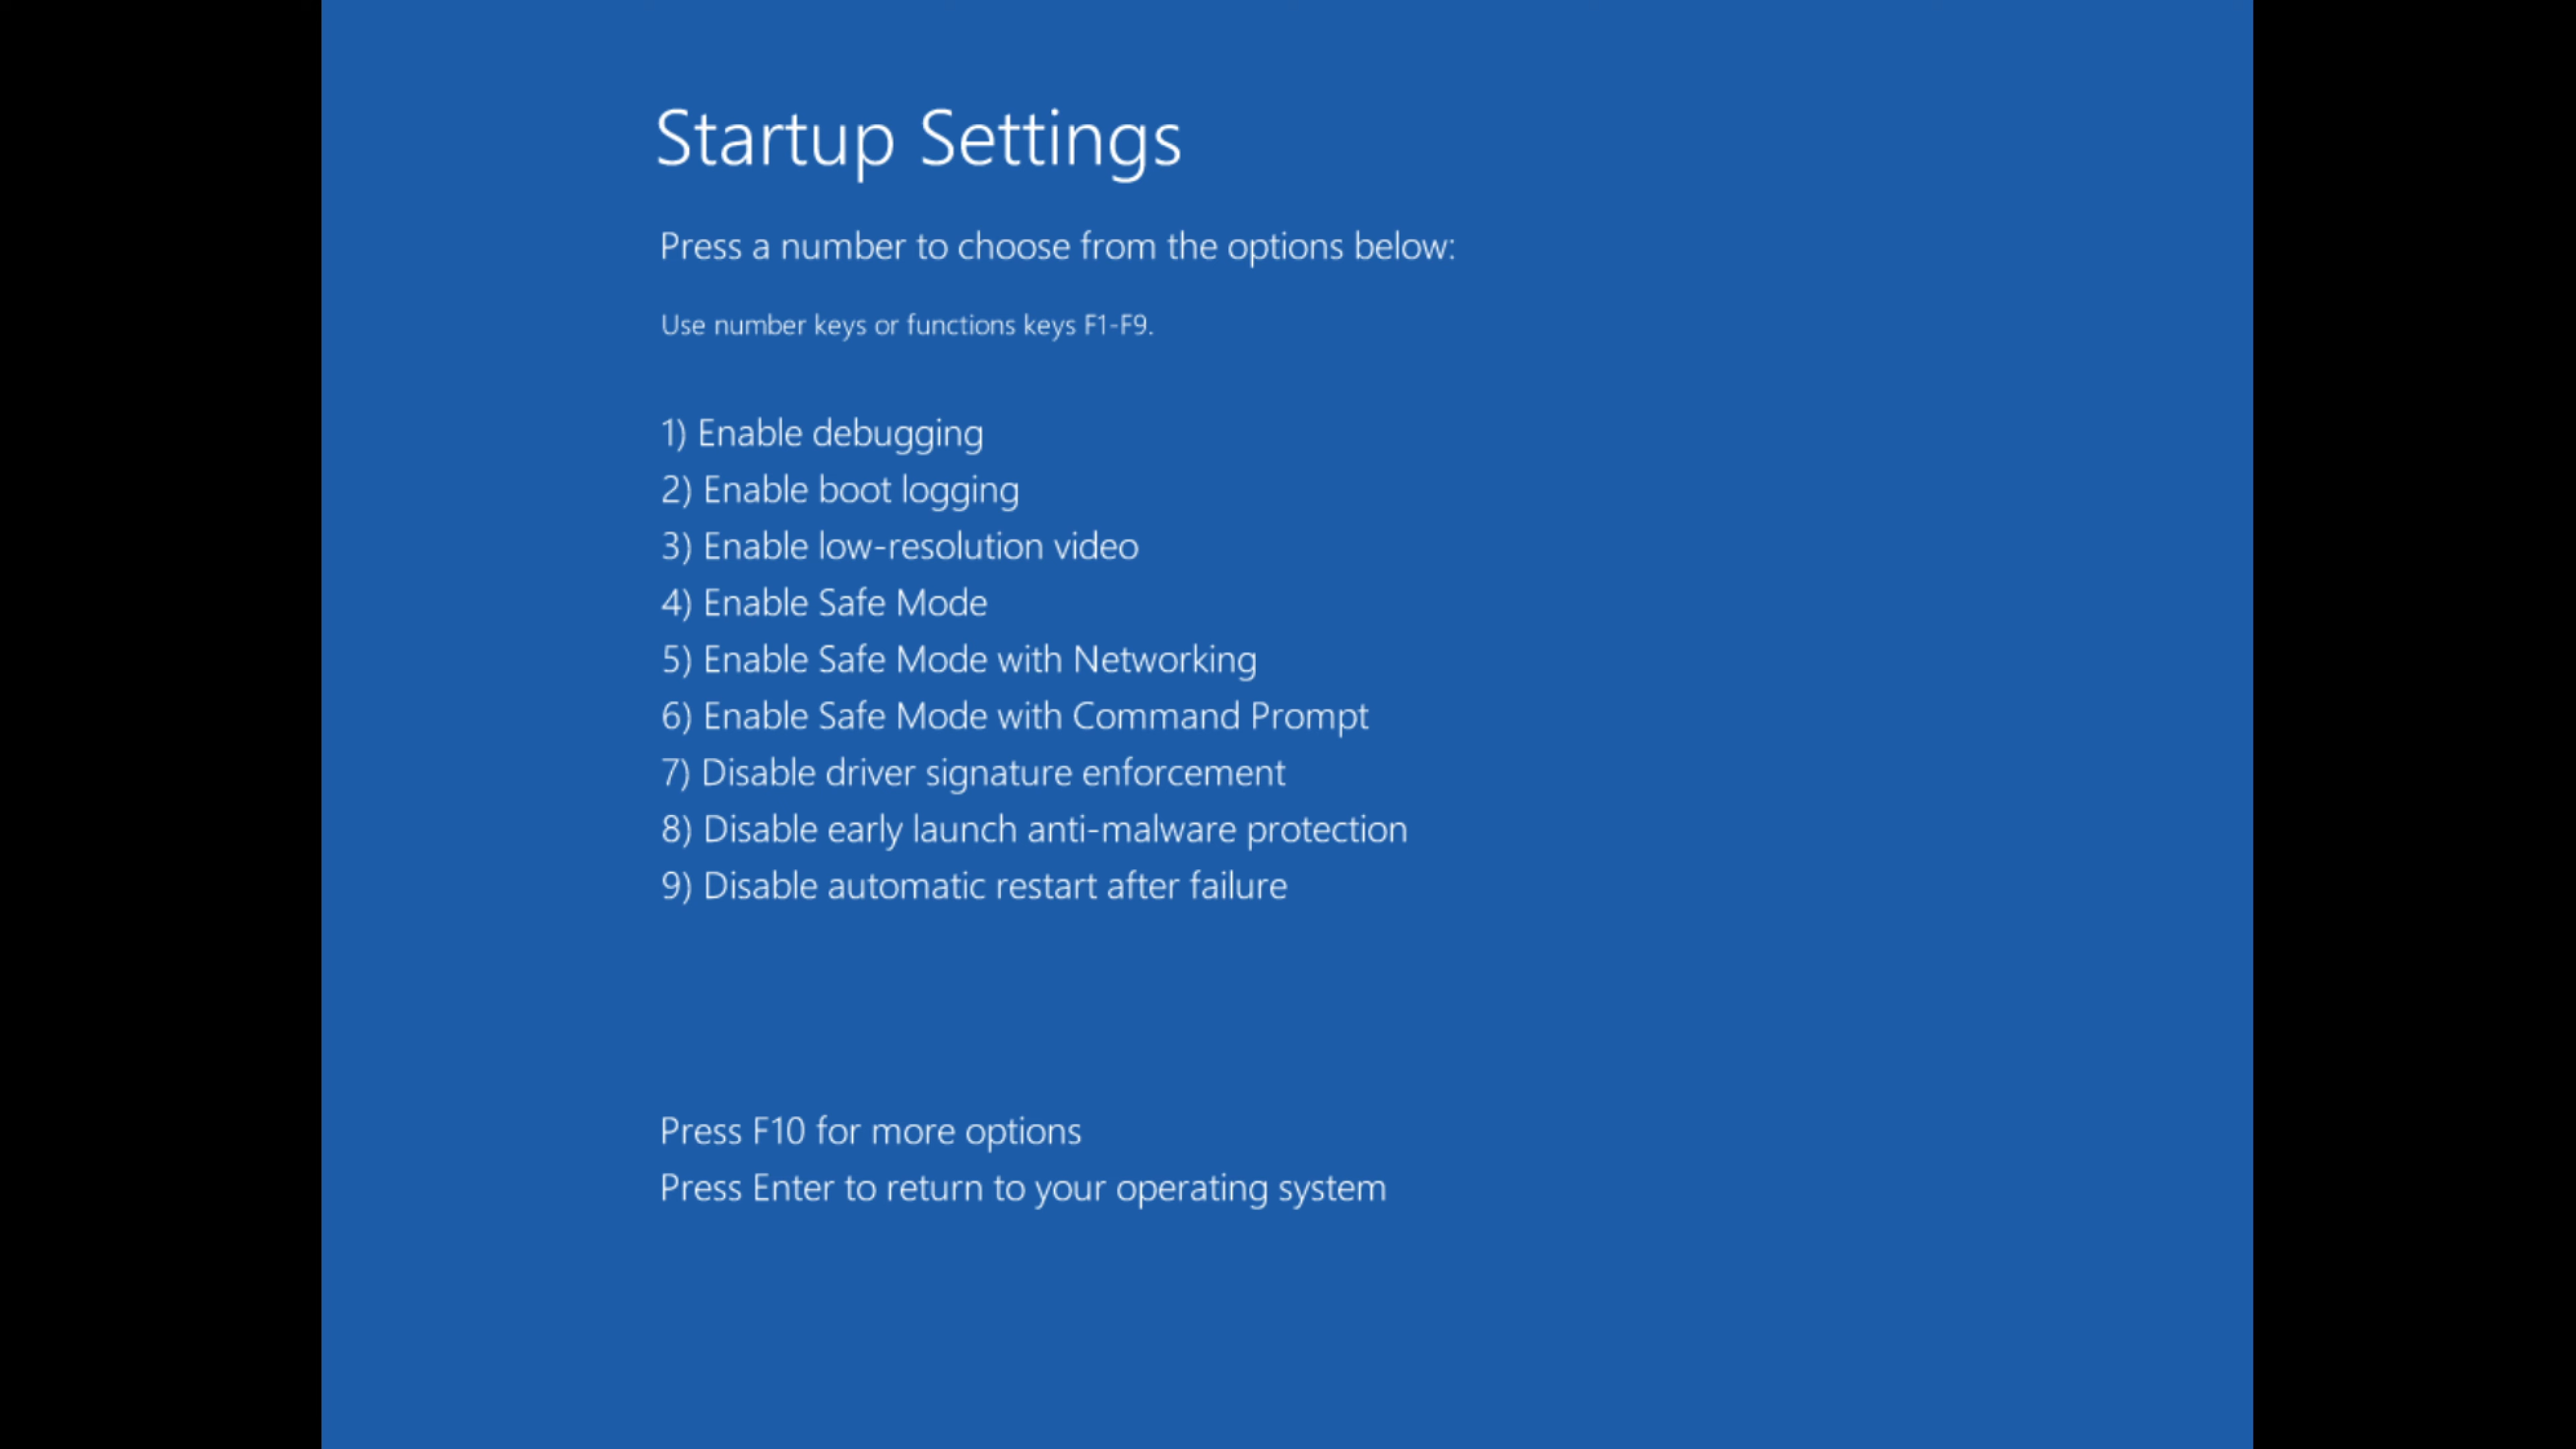 Startup Settings
Press a number to choose from the options below:
Use number keys or functions keys F1-F9.
1) Enable debugging
2) Enable boot logging
3) Enable low-resolution video
4) Enable Safe Mode
5) Enable Safe Mode with Networking
6) Enable Safe Mode with Command Prompt
7) Disable driver signature enforcement
8) Disable early launch anti-malware protection
9) Disable automatic restart after failure
Press F10 for more options
Press Enter to return to your operating system